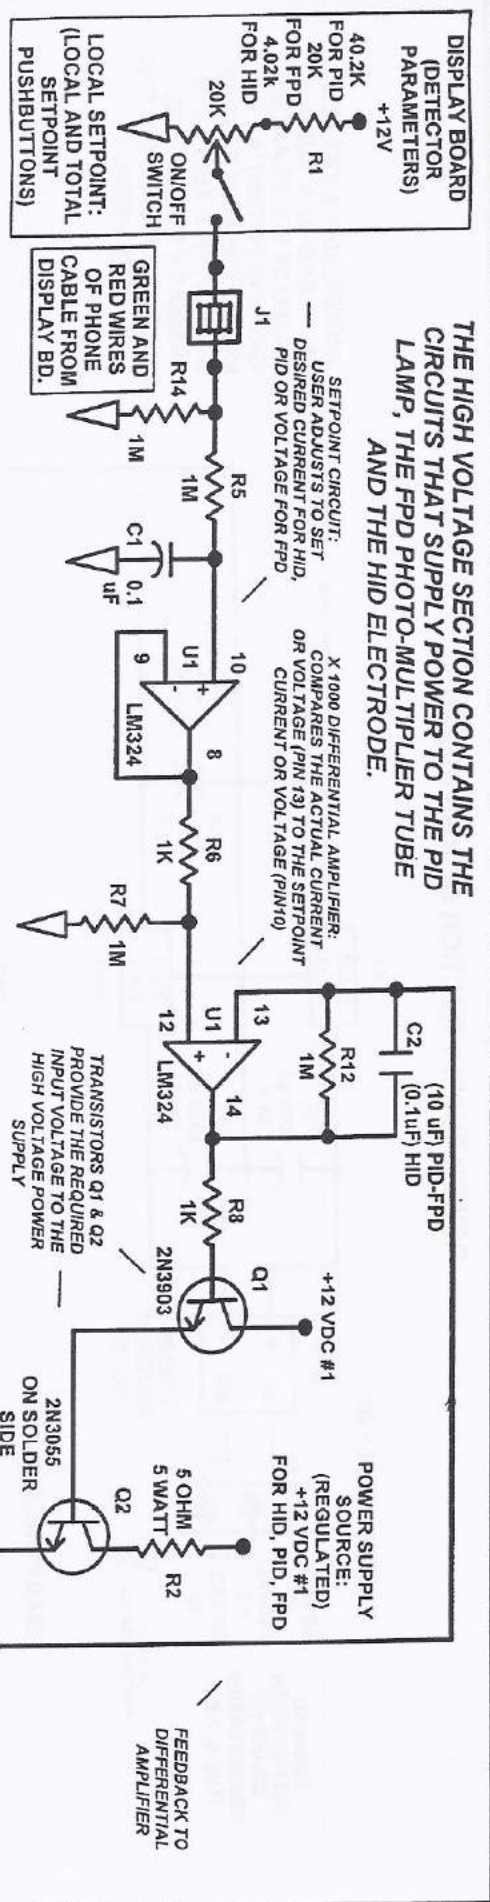 THE HIGH VOLTAGE SECTION CONTAINS THE
CIRCUITS THAT SUPPLY POWER TO THE PID
LAMP, THE FPD PHOTO-MULTIPLIER TUBE
AND THE HID ELECTRODE.
DISPLAY BOARD
(DETECTOR
PARAMETERS)
+12V
40.2K
FOR PID
20K
FOR FPD
4.02k
FOR HID
R1
20K
ON/OFF
SWITCH
LOCAL SETPOINT:
(LOCAL AND TOTAL
SETPOINT
PUSHBUTTONS)
J1
GREEN AND
RED WIRES
OF PHONE
CABLE FROM
DISPLAY BD.
R14
1M
SETPOINT CIRCUIT:
USER ADJUSTS TO SET
DESIRED CURRENT FOR HID,
PID OR VOLTAGE FOR FPD
R5
1M
C1
0.1
uF
X 1000 DIFFERENTIAL AMPLIFIER:
COMPARES THE ACTUAL CURRENT
OR VOLTAGE (PIN 13) TO THE SETPOINT
CURRENT OR VOLTAGE (PIN10)
10
U1
9
+
-
8
LM324
R6
1K
R7
1M
13
U1
12
-
+
14
LM324
C2
(10 uF) PID-FPD
(0.1uF) HID
R12
1M
R8
1K
Q1
2N3903
+12 VDC #1
TRANSISTORS Q1 & Q2
PROVIDE THE REQUIRED
INPUT VOLTAGE TO THE
HIGH VOLTAGE POWER
SUPPLY
POWER SUPPLY
SOURCE:
(REGULATED)
+12 VDC #1
FOR HID, PID, FPD
R2
5 OHM
5 WATT
Q2
2N3055
ON SOLDER
SIDE
FEEDBACK TO
DIFFERENTIAL
AMPLIFIER